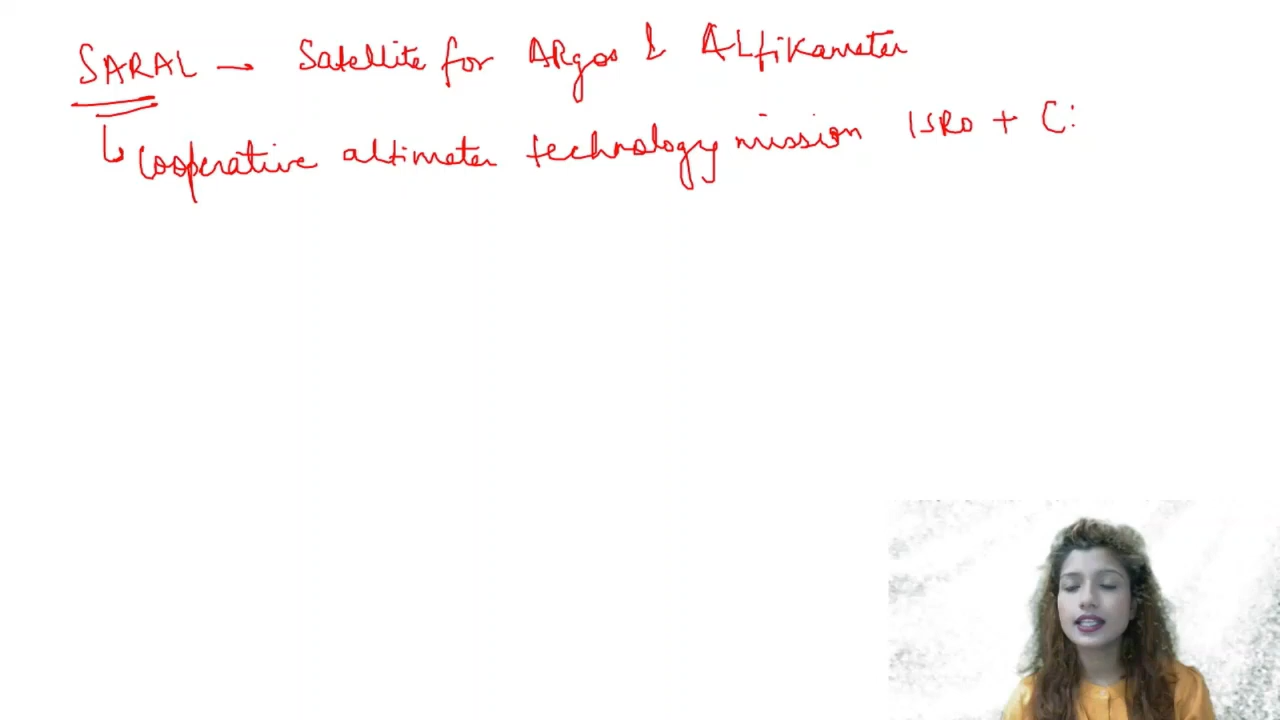 SARAL → Satellite for ARgos & ALtiKameter
↳ cooperative altimeter technology mission ISRO + C